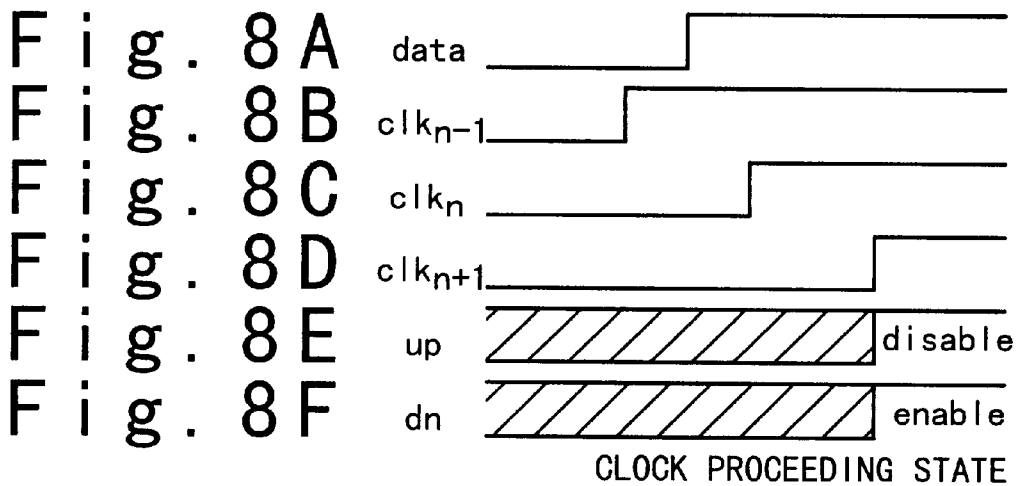 Fig. 8A data
Fig. 8B clkn-1
Fig. 8C clkn
Fig. 8D clkn+1
Fig. 8E up disable
Fig. 8F dn enable
CLOCK PROCEEDING STATE